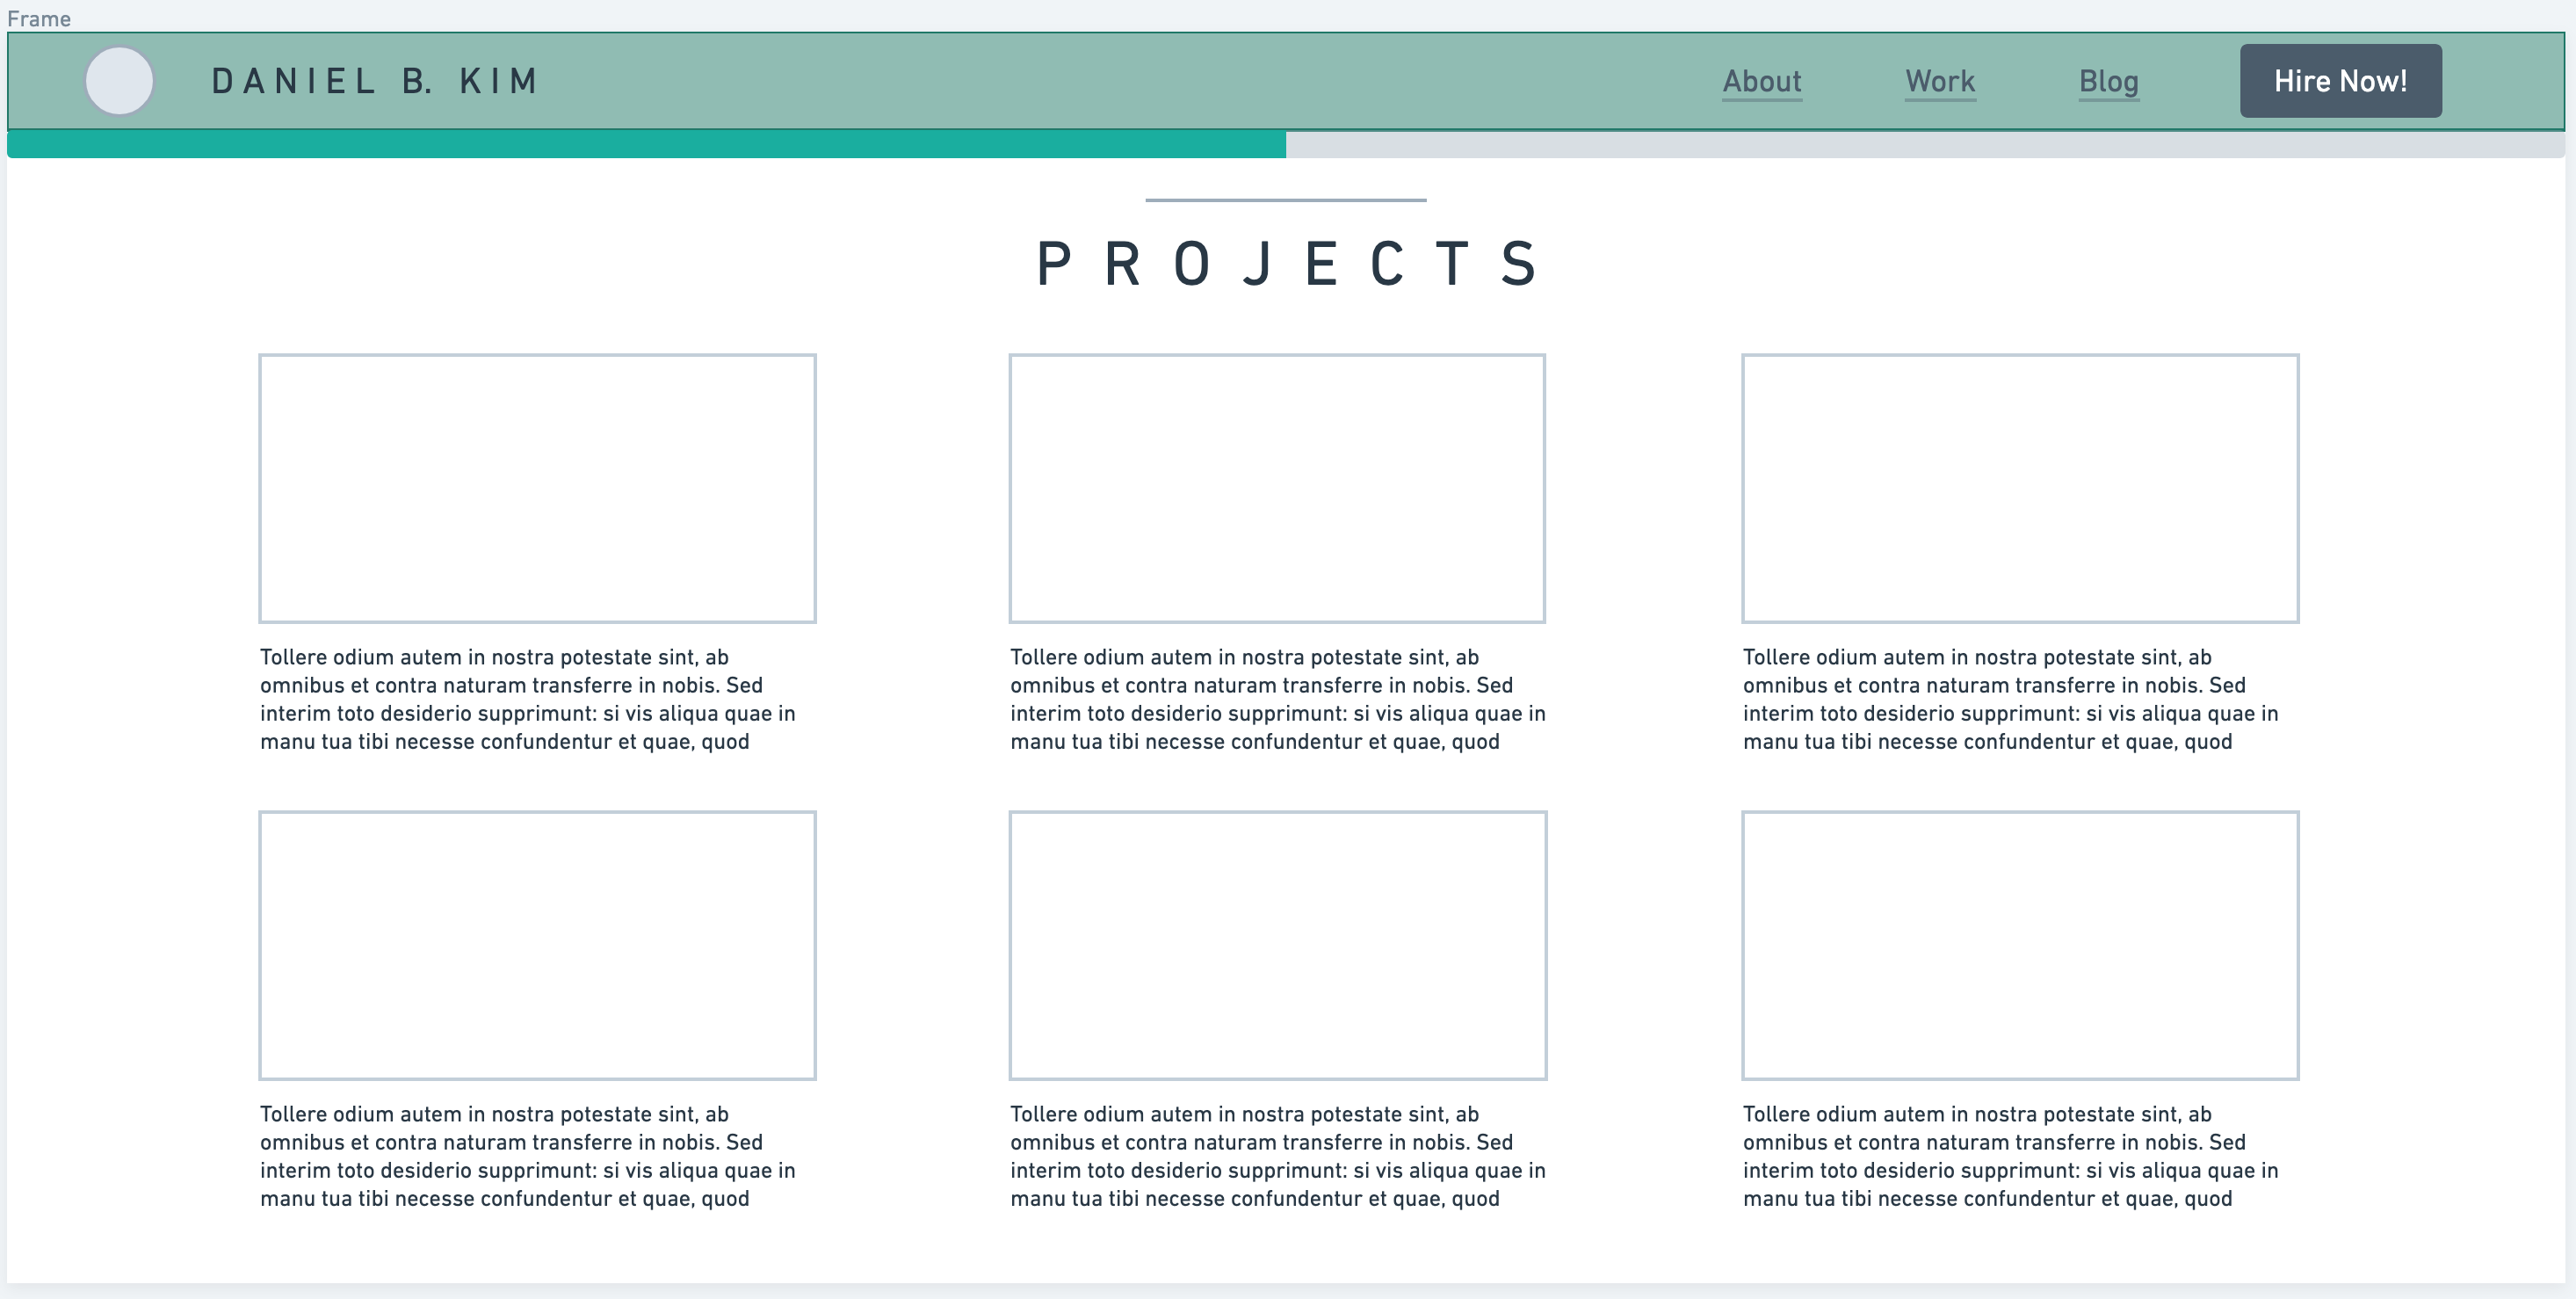 Frame
DANIEL B. KIM
About Work Blog Hire Now!
PROJECTS
Tollere odium autem in nostra potestate sint, ab
omnibus et contra naturam transferre in nobis. Sed
interim toto desiderio supprimunt: si vis aliqua quae in
manu tua tibi necesse confundentur et quae, quod
Tollere odium autem in nostra potestate sint, ab
omnibus et contra naturam transferre in nobis. Sed
interim toto desiderio supprimunt: si vis aliqua quae in
manu tua tibi necesse confundentur et quae, quod
Tollere odium autem in nostra potestate sint, ab
omnibus et contra naturam transferre in nobis. Sed
interim toto desiderio supprimunt: si vis aliqua quae in
manu tua tibi necesse confundentur et quae, quod
Tollere odium autem in nostra potestate sint, ab
omnibus et contra naturam transferre in nobis. Sed
interim toto desiderio supprimunt: si vis aliqua quae in
manu tua tibi necesse confundentur et quae, quod
Tollere odium autem in nostra potestate sint, ab
omnibus et contra naturam transferre in nobis. Sed
interim toto desiderio supprimunt: si vis aliqua quae in
manu tua tibi necesse confundentur et quae, quod
Tollere odium autem in nostra potestate sint, ab
omnibus et contra naturam transferre in nobis. Sed
interim toto desiderio supprimunt: si vis aliqua quae in
manu tua tibi necesse confundentur et quae, quod